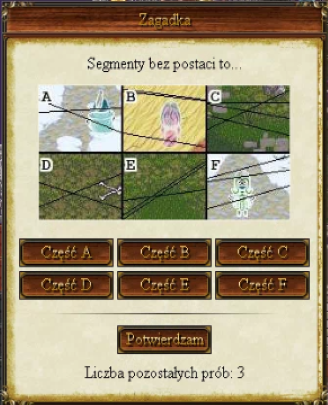 Zagadka
Segmenty bez postaci to...
A B C
D E F
Część A Część B Część C
Część D Część E Część F
Potwierdzam
Liczba pozostałych prób: 3